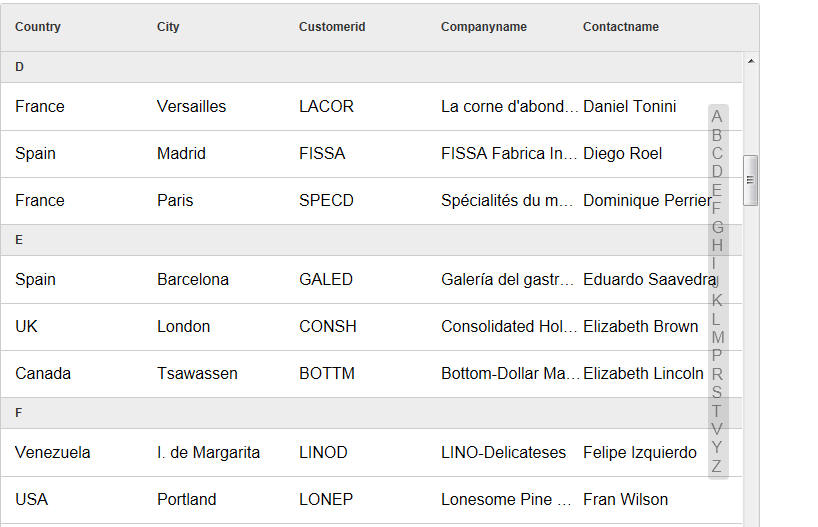 Country City Customerid Companyname Contactname
D
France Versailles LACOR La corne d'abond... Daniel Tonini
Spain Madrid FISSA FISSA Fabrica In... Diego Roel
France Paris SPECD Spécialités du m... Dominique Perrier
E
Spain Barcelona GALED Galería del gastr... Eduardo Saavedra
UK London CONSH Consolidated Hol... Elizabeth Brown
Canada Tsawassen BOTTM Bottom-Dollar Ma... Elizabeth Lincoln
F
Venezuela I. de Margarita LINOD LINO-Delicateses Felipe Izquierdo
USA Portland LONEP Lonesome Pine ... Fran Wilson
A
B
C
D
E
F
G
H
I
J
K
L
M
P
R
S
T
V
Y
Z